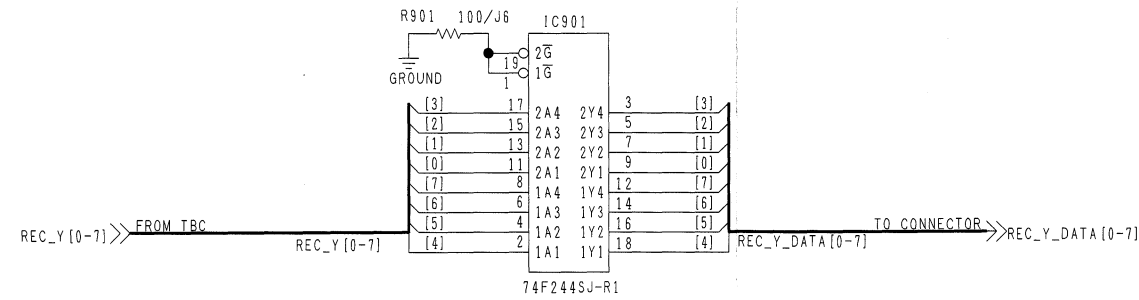 R901 100/J6
IC901
2G
19
GROUND
1G
1
[3] 17 2A4 2Y4 3 [3]
[2] 15 2A3 2Y3 5 [2]
[1] 13 2A2 2Y2 7 [1]
[0] 11 2A1 2Y1 9 [0]
[7] 8 1A4 1Y4 12 [7]
[6] 6 1A3 1Y3 14 [6]
REC_Y[0-7] FROM TBC [5] 4 1A2 1Y2 16 [5] TO CONNECTOR REC_Y_DATA[0-7]
REC_Y[0-7] [4] 2 1A1 1Y1 18 [4] REC_Y_DATA[0-7]
74F244SJ-R1